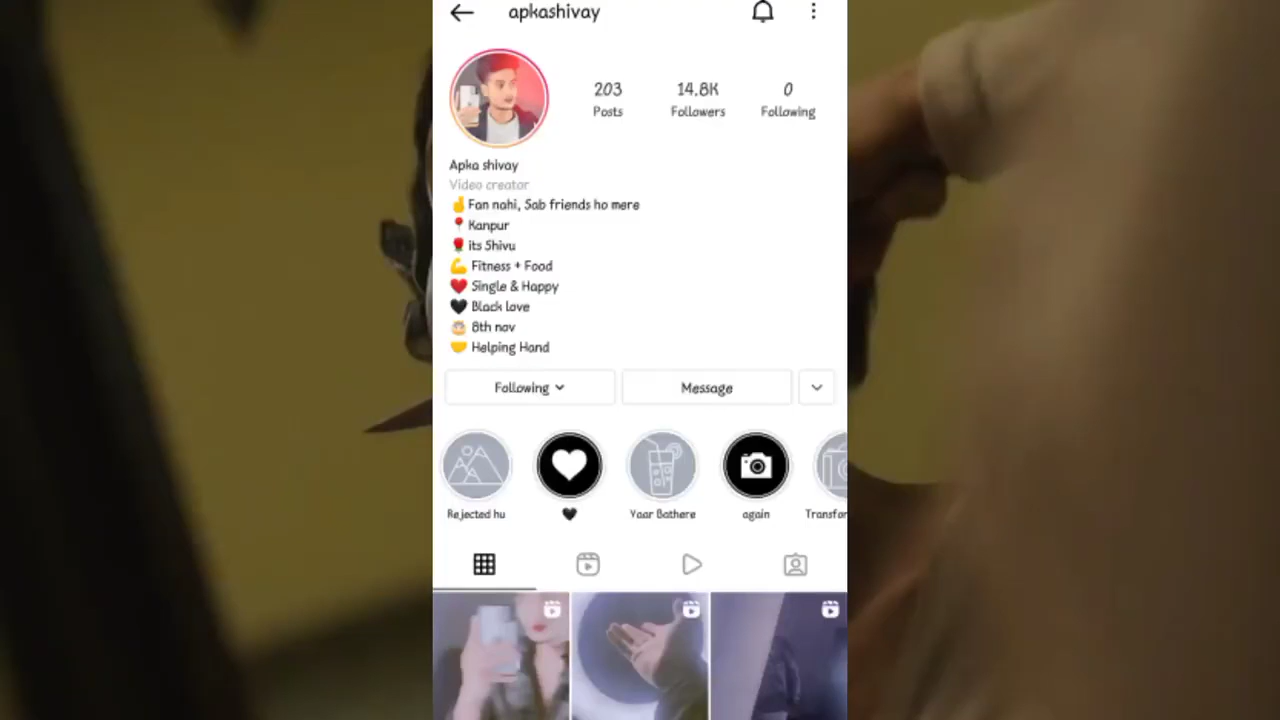 apkashivay
203
14.8K
0
Posts
Followers
Following
Apka shivay
Video creator
Fan nahi, Sab friends ho mere
Kanpur
its Shivu
Fitness + Food
Single & Happy
Black love
8th nov
Helping Hand
Following
Message
Rejected hu
Yaar Bathere
again
Transfor